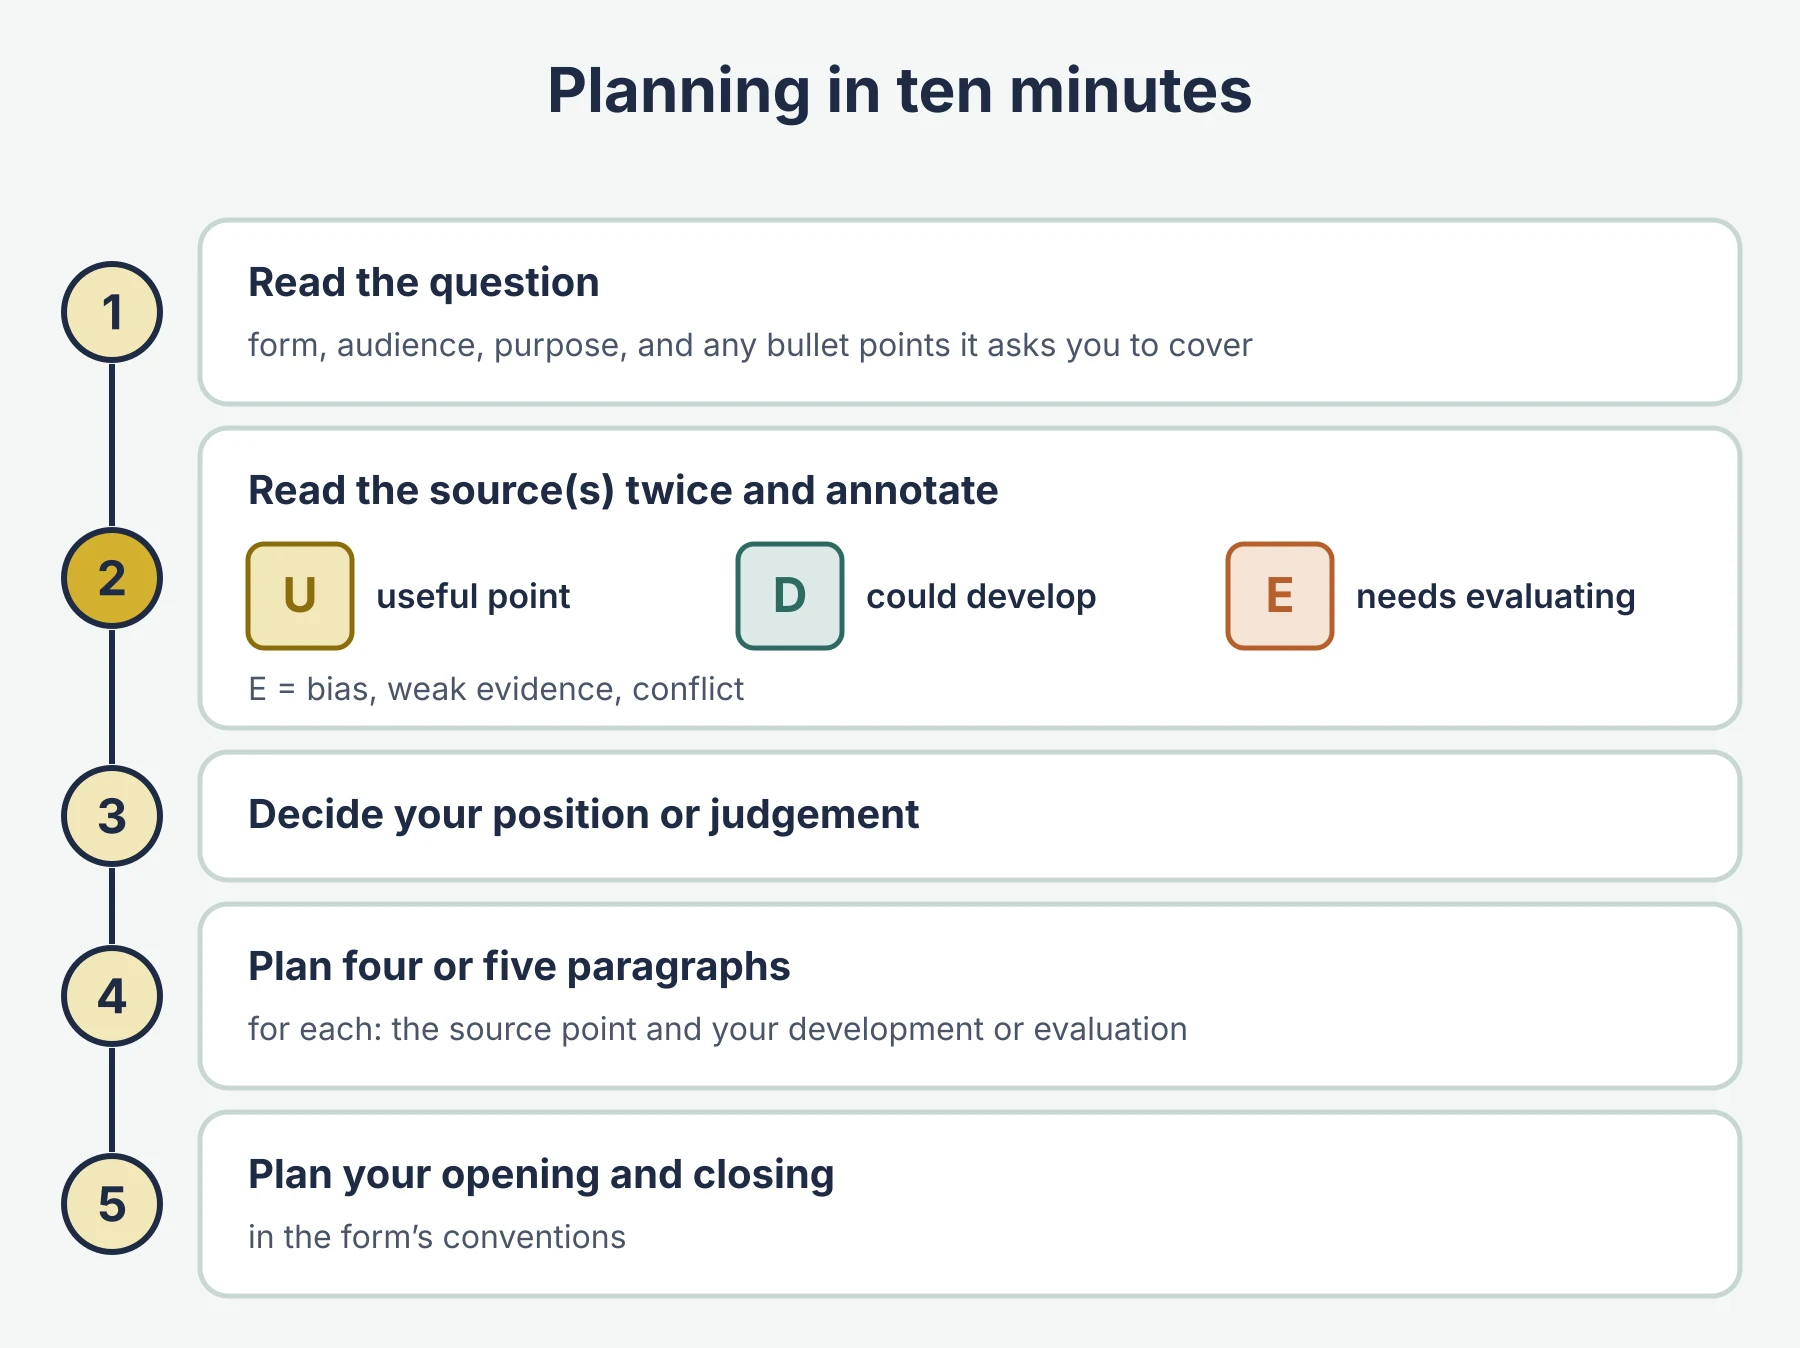 Planning in ten minutes
1
Read the question
form, audience, purpose, and any bullet points it asks you to cover
2
Read the source(s) twice and annotate
U useful point D could develop E needs evaluating
E = bias, weak evidence, conflict
3
Decide your position or judgement
4
Plan four or five paragraphs
for each: the source point and your development or evaluation
5
Plan your opening and closing
in the form’s conventions